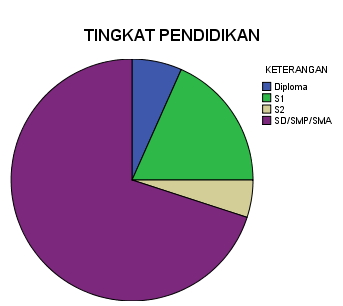 TINGKAT PENDIDIKAN
KETERANGAN
Diploma
S1
S2
SD/SMP/SMA